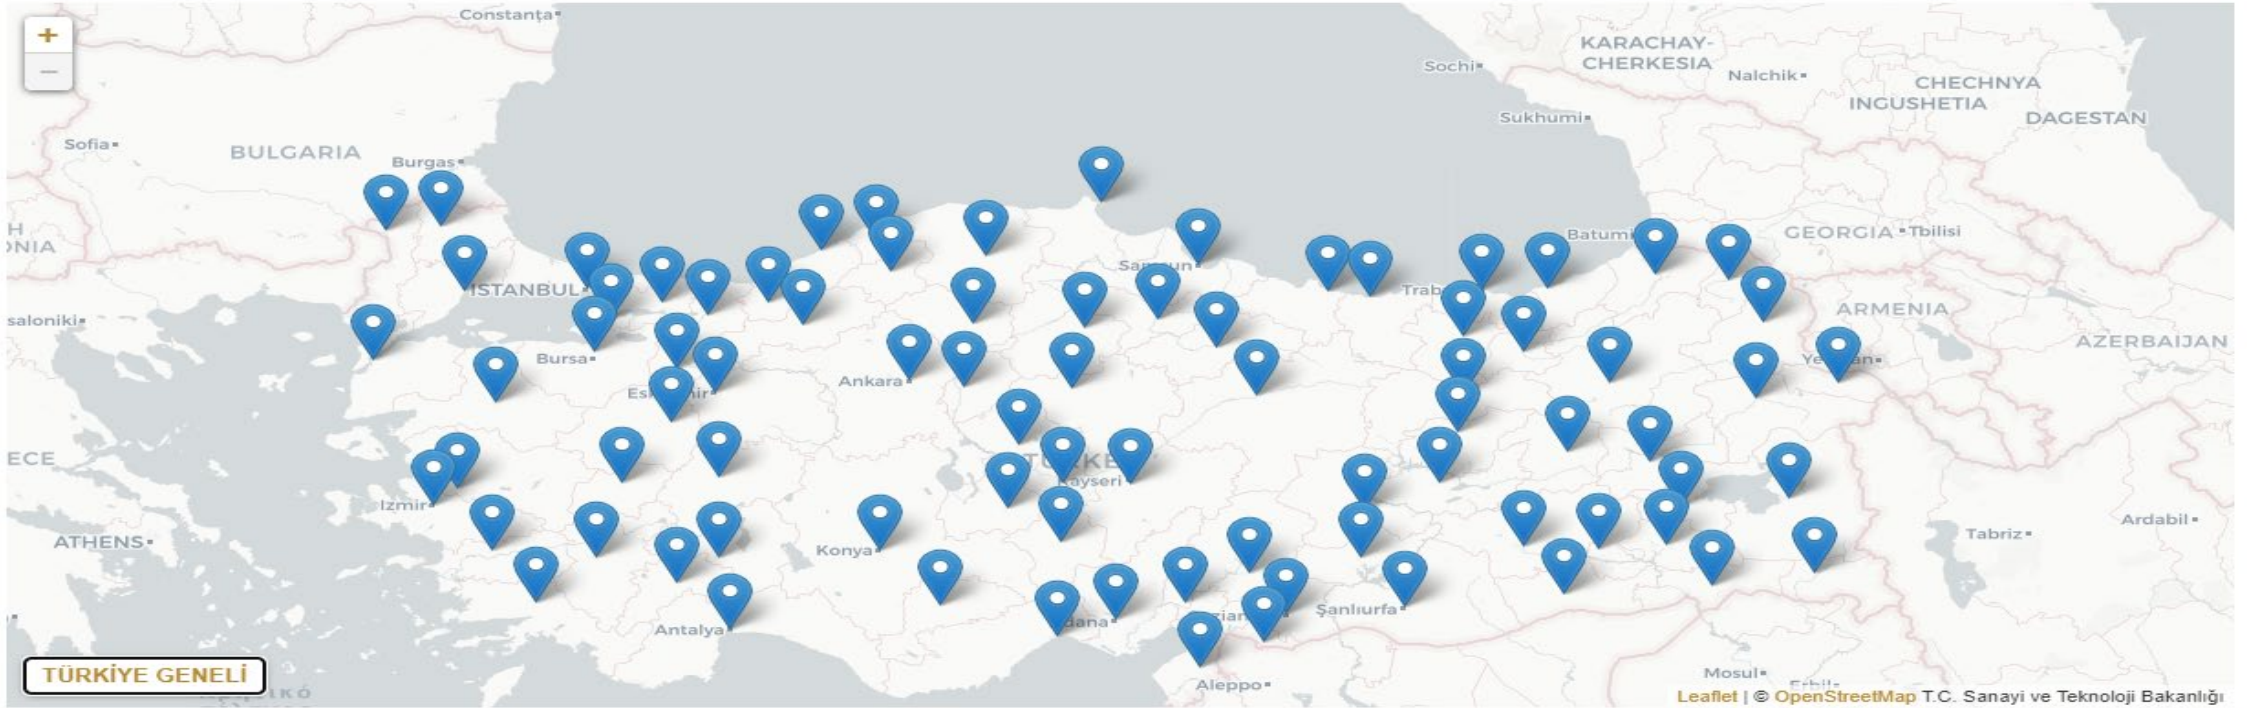 Constanța
+
−
KARACHAY-
CHERKESIA
Sochi
Nalchik
CHECHNYA
INGUSHETIA
Sukhumi
DAGESTAN
Sofia
BULGARIA
Burgas
H
ONIA
Batumi
GEORGIA
Tbilisi
ISTANBUL
ARMENIA
saloniki
AZERBAIJAN
Bursa
Ankara
ECE
Kayseri
Izmir
ATHENS
Konya
Tabriz
Ardabil
Şanlıurfa
Antalya
TÜRKİYE GENELİ
Aleppo
Mosul
Leaflet | © OpenStreetMap T.C. Sanayi ve Teknoloji Bakanlığı